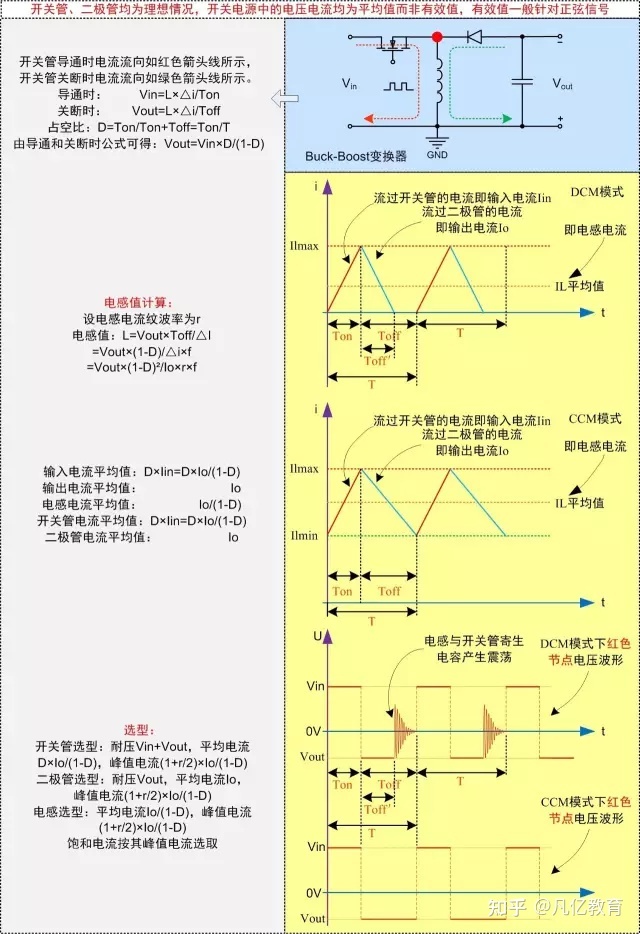 开关管、二极管均为理想情况，开关电源中的电压电流均为平均值而非有效值，有效值一般针对正弦信号
开关管导通时电流流向如红色箭头线所示，
开关管关断时电流流向如绿色箭头线所示。
导通时： Vin=L×△i/Ton
关断时： Vout=L×△i/Toff
占空比：D=Ton/Ton+Toff=Ton/T
由导通和关断时公式可得：Vout=Vin×D/(1-D)
Vin
Vout
−
+
GND
Buck-Boost变换器
i
DCM模式
流过开关管的电流即输入电流Iin
流过二极管的电流
即输出电流Io
即电感电流
Ilmax
IL平均值
t
Ton
Toff
T
Toff'
T
电感值计算：
设电感电流纹波率为r
电感值：L=Vout×Toff/△I
=Vout×(1-D)/△i×f
=Vout×(1-D)²/Io×r×f
i
CCM模式
流过开关管的电流即输入电流Iin
流过二极管的电流
即输出电流Io
即电感电流
Ilmax
IL平均值
Ilmin
Ton
Toff
T
t
输入电流平均值：D×Iin=D×Io/(1-D)
输出电流平均值： Io
电感电流平均值： Io/(1-D)
开关管电流平均值：D×Iin=D×Io/(1-D)
二极管电流平均值： Io
U
电感与开关管寄生
电容产生震荡
DCM模式下红色
节点电压波形
Vin
0V
t
Vout
Ton
Toff
T
Toff'
T
选型：
开关管选型：耐压Vin+Vout，平均电流
D×Io/(1-D)，峰值电流(1+r/2)×Io/(1-D)
二极管选型：耐压Vout，平均电流Io，
峰值电流(1+r/2)×Io/(1-D)
电感选型：平均电流Io/(1-D)，峰值电流
(1+r/2)×Io/(1-D)
饱和电流按其峰值电流选取
CCM模式下红色
节点电压波形
Vin
0V
t
Vout
知乎 @凡亿教育